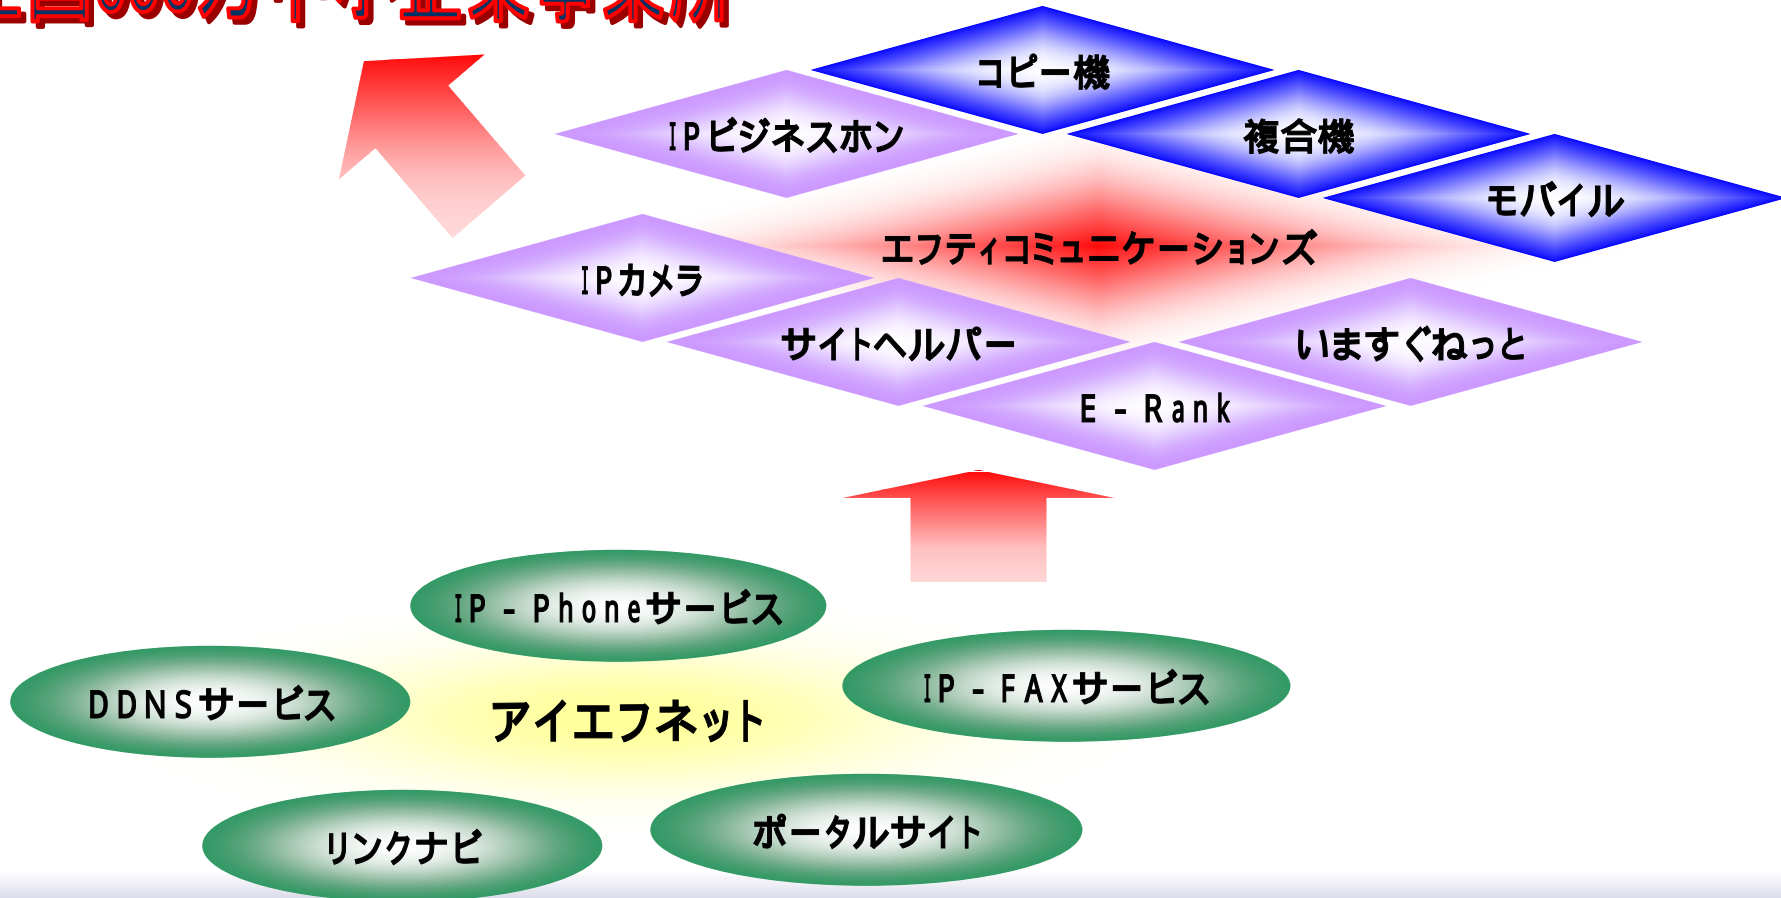 コピー機
IPビジネスホン
複合機
モバイル
エフティコミュニケーションズ
IPカメラ
サイトヘルパー
いますぐねっと
E－Rank
IP－Phoneサービス
DDNSサービス
IP－FAXサービス
アイエフネット
リンクナビ
ポータルサイト